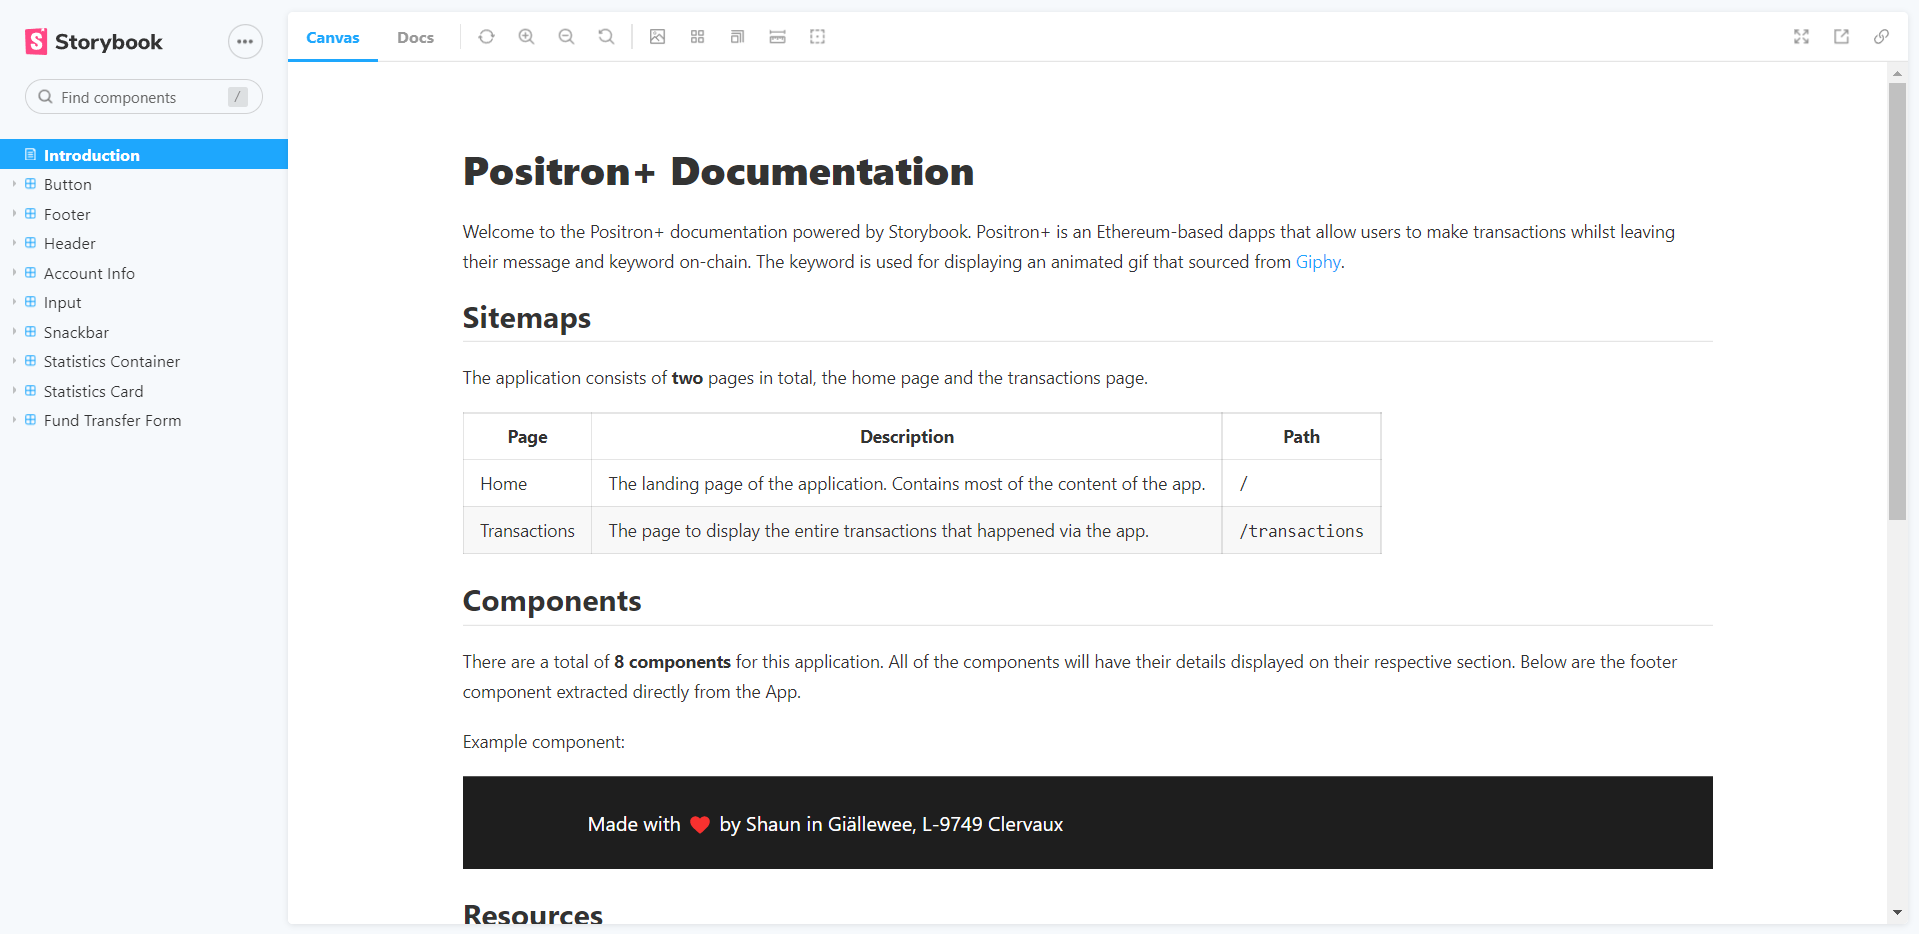 Storybook
Find components /
Introduction
Button
Footer
Header
Account Info
Input
Snackbar
Statistics Container
Statistics Card
Fund Transfer Form
Canvas Docs
Positron+ Documentation
Welcome to the Positron+ documentation powered by Storybook. Positron+ is an Ethereum-based dapps that allow users to make transactions whilst leaving
their message and keyword on-chain. The keyword is used for displaying an animated gif that sourced from Giphy.
Sitemaps
The application consists of two pages in total, the home page and the transactions page.
Page Description Path
Home The landing page of the application. Contains most of the content of the app. /
Transactions The page to display the entire transactions that happened via the app. /transactions
Components
There are a total of 8 components for this application. All of the components will have their details displayed on their respective section. Below are the footer
component extracted directly from the App.
Example component:
Made with ❤ by Shaun in Giällewee, L-9749 Clervaux
Resources